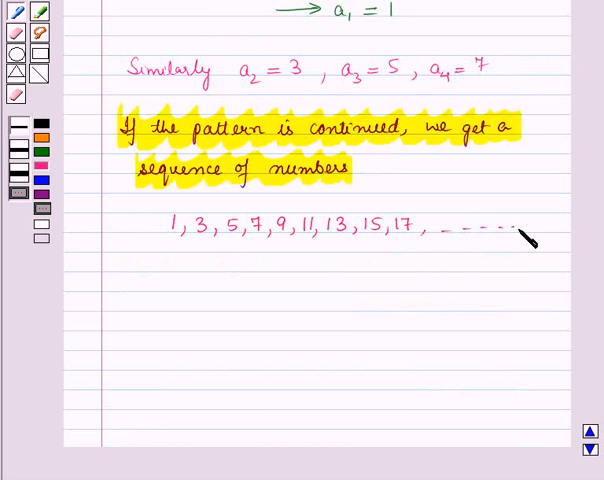 ⟶ a₁ = 1
Similarly a₂ = 3 , a₃ = 5 , a₄ = 7
If the pattern is continued, we get a
sequence of numbers
1, 3, 5, 7, 9, 11, 13, 15, 17, - - - - - -